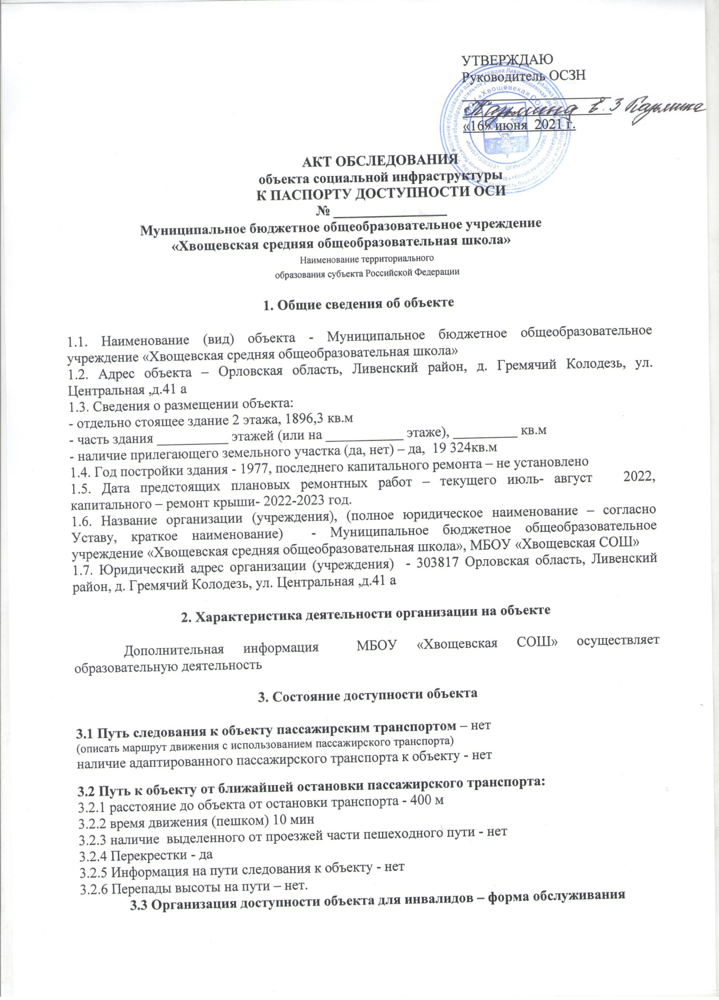 УТВЕРЖДАЮ
Руководитель ОСЗН
Е.З
«16» июня 2021 г.
МБОУ «Хвощевская СОШ»
ИНН5715003231 ОГРН
АКТ ОБСЛЕДОВАНИЯ
объекта социальной инфраструктуры
К ПАСПОРТУ ДОСТУПНОСТИ ОСИ
№ ________________
Муниципальное бюджетное общеобразовательное учреждение
«Хвощевская средняя общеобразовательная школа»
Наименование территориального
образования субъекта Российской Федерации
1. Общие сведения об объекте
1.1. Наименование (вид) объекта - Муниципальное бюджетное общеобразовательное
учреждение «Хвощевская средняя общеобразовательная школа»
1.2. Адрес объекта – Орловская область, Ливенский район, д. Гремячий Колодезь, ул.
Центральная ,д.41 а
1.3. Сведения о размещении объекта:
- отдельно стоящее здание 2 этажа, 1896,3 кв.м
- часть здания ___________ этажей (или на ____________ этаже), __________ кв.м
- наличие прилегающего земельного участка (да, нет) – да, 19 324кв.м
1.4. Год постройки здания - 1977, последнего капитального ремонта – не установлено
1.5. Дата предстоящих плановых ремонтных работ – текущего июль- август 2022,
капитального – ремонт крыши- 2022-2023 год.
1.6. Название организации (учреждения), (полное юридическое наименование – согласно
Уставу, краткое наименование) - Муниципальное бюджетное общеобразовательное
учреждение «Хвощевская средняя общеобразовательная школа», МБОУ «Хвощевская СОШ»
1.7. Юридический адрес организации (учреждения) - 303817 Орловская область, Ливенский
район, д. Гремячий Колодезь, ул. Центральная ,д.41 а
2. Характеристика деятельности организации на объекте
Дополнительная информация МБОУ «Хвощевская СОШ» осуществляет
образовательную деятельность
3. Состояние доступности объекта
3.1 Путь следования к объекту пассажирским транспортом – нет
(описать маршрут движения с использованием пассажирского транспорта)
наличие адаптированного пассажирского транспорта к объекту - нет
3.2 Путь к объекту от ближайшей остановки пассажирского транспорта:
3.2.1 расстояние до объекта от остановки транспорта - 400 м
3.2.2 время движения (пешком) 10 мин
3.2.3 наличие выделенного от проезжей части пешеходного пути - нет
3.2.4 Перекрестки - да
3.2.5 Информация на пути следования к объекту - нет
3.2.6 Перепады высоты на пути – нет.
3.3 Организация доступности объекта для инвалидов – форма обслуживания